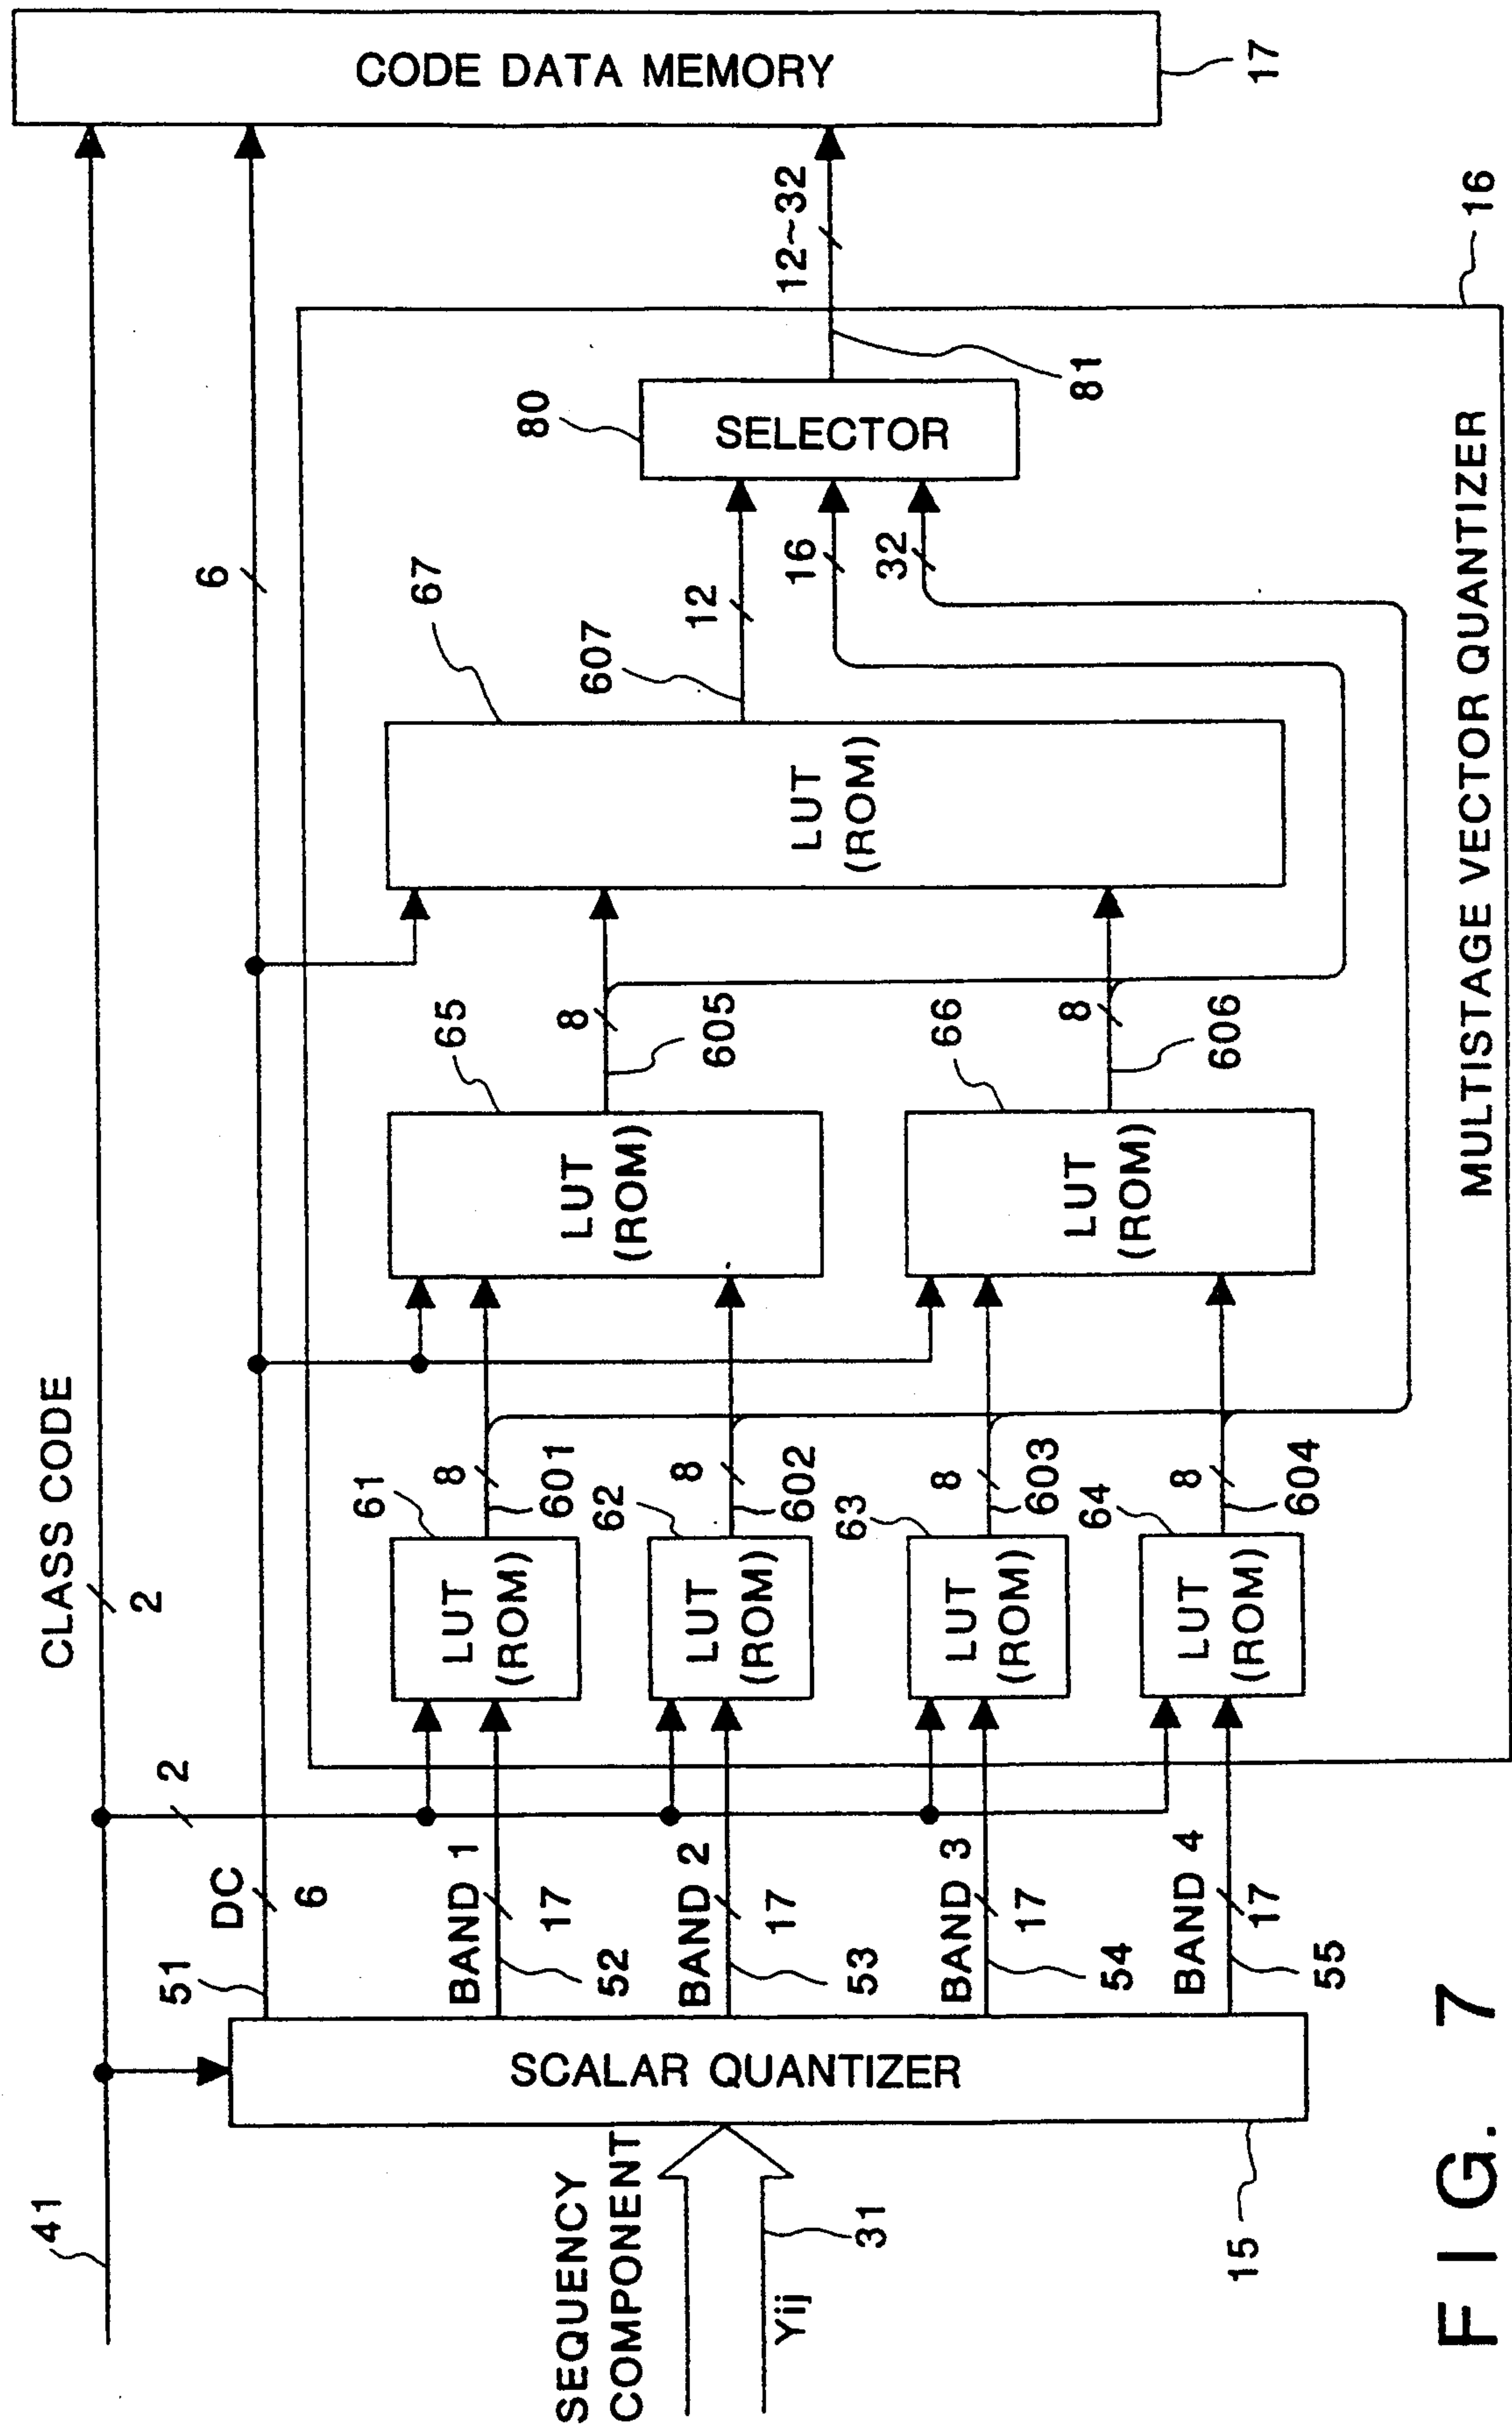 41
CLASS CODE
2
2
SEQUENCY
COMPONENT
Yij
31
SCALAR QUANTIZER
15
51
DC
6
6
BAND 1
17
52
BAND 2
17
53
BAND 3
17
54
BAND 4
17
55
LUT
(ROM)
61
8
601
LUT
(ROM)
62
8
602
LUT
(ROM)
63
8
603
LUT
(ROM)
64
8
604
LUT
(ROM)
65
8
605
LUT
(ROM)
66
8
606
LUT
(ROM)
67
607
12
16
32
SELECTOR
80
81
12~32
CODE DATA MEMORY
17
MULTISTAGE VECTOR QUANTIZER
16
FIG. 7